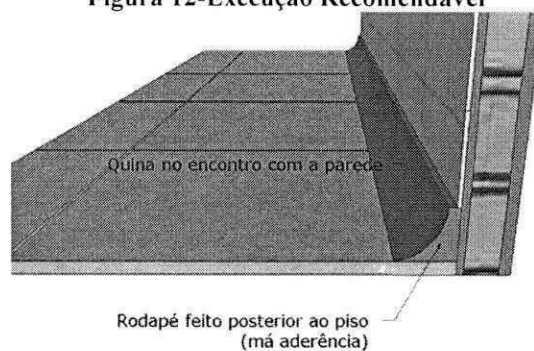 Figura 12-Execução Recomendável
Quina no encontro com a parede
Rodapé feito posterior ao piso
(má aderência)